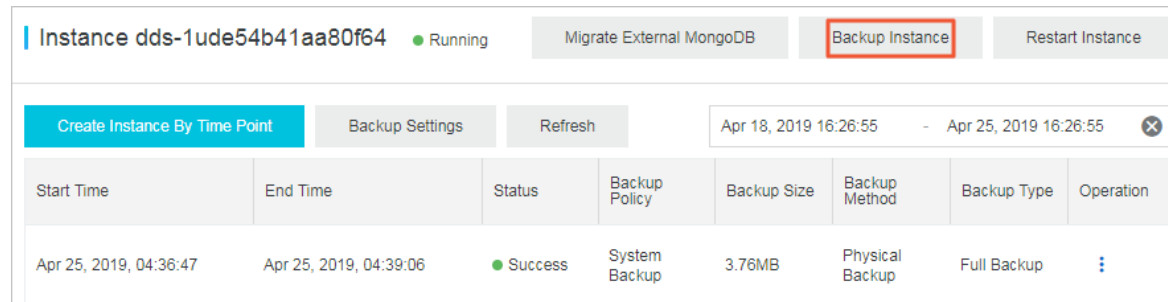 Instance dds-1ude54b41aa80f64 Running Migrate External MongoDB Backup Instance Restart Instance
Create Instance By Time Point Backup Settings Refresh Apr 18, 2019 16:26:55 - Apr 25, 2019 16:26:55
Start Time End Time Status Backup Policy Backup Size Backup Method Backup Type Operation
Apr 25, 2019, 04:36:47 Apr 25, 2019, 04:39:06 Success System Backup 3.76MB Physical Backup Full Backup